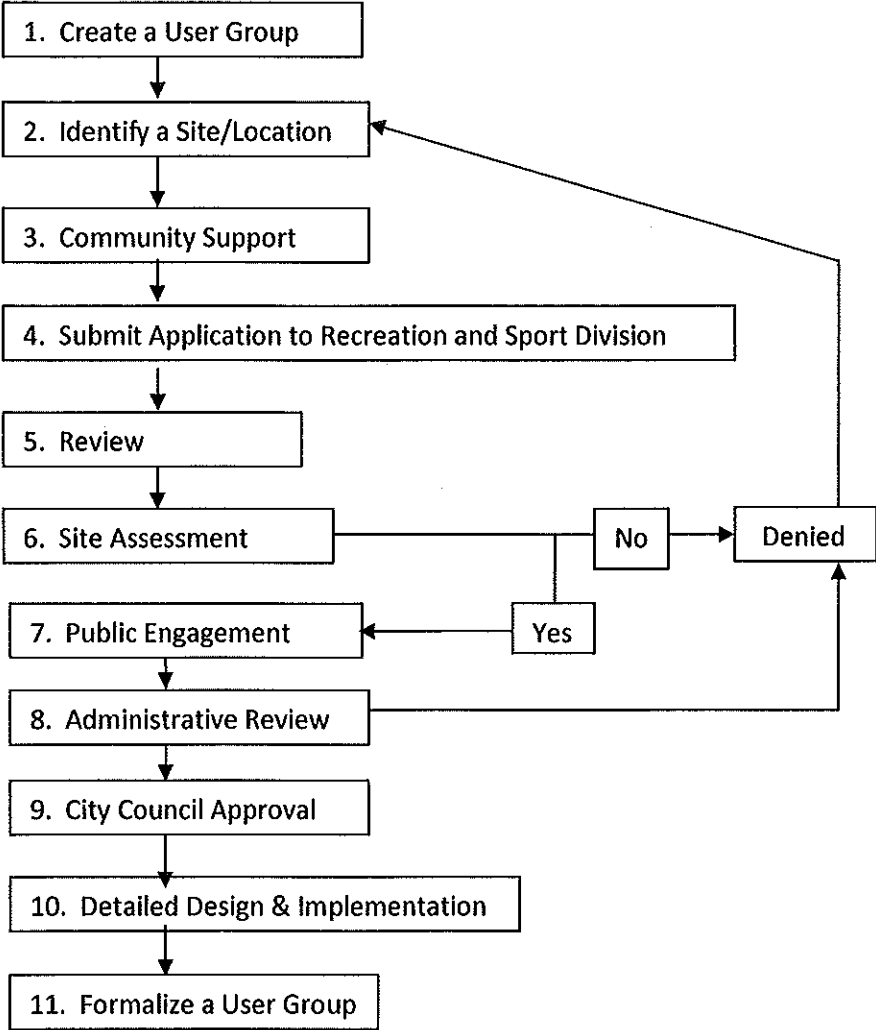 1. Create a User Group
2. Identify a Site/Location
3. Community Support
4. Submit Application to Recreation and Sport Division
5. Review
6. Site Assessment
No
Denied
7. Public Engagement
Yes
8. Administrative Review
9. City Council Approval
10. Detailed Design & Implementation
11. Formalize a User Group